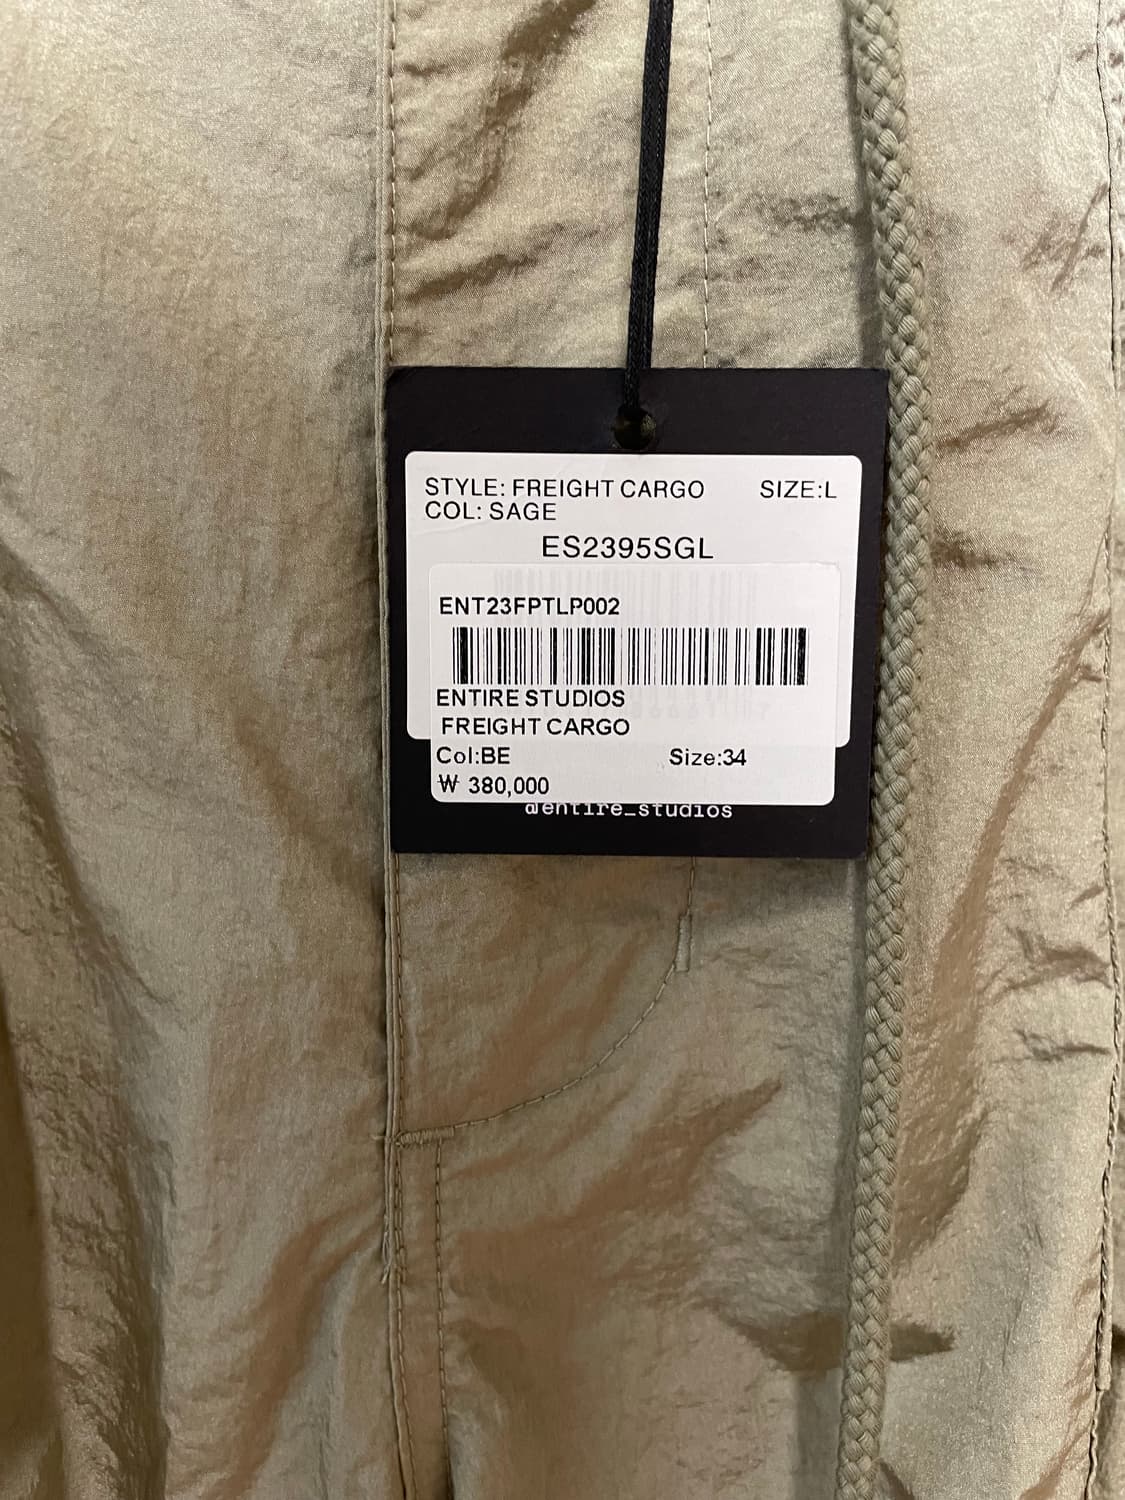 STYLE: FREIGHT CARGO SIZE:L
COL: SAGE
ES2395SGL
ENT23FPTLP002
ENTIRE STUDIOS
FREIGHT CARGO
Col:BE Size:34
₩ 380,000
@entire_studios